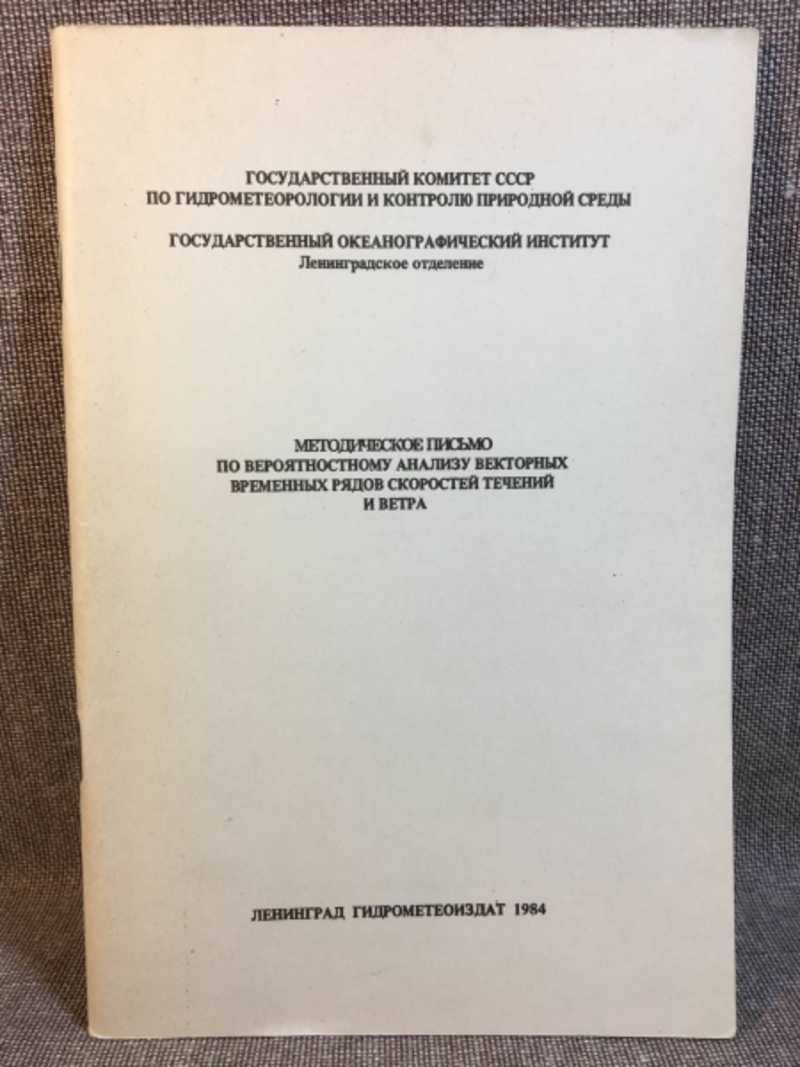 ГОСУДАРСТВЕННЫЙ КОМИТЕТ СССР
ПО ГИДРОМЕТЕОРОЛОГИИ И КОНТРОЛЮ ПРИРОДНОЙ СРЕДЫ
ГОСУДАРСТВЕННЫЙ ОКЕАНОГРАФИЧЕСКИЙ ИНСТИТУТ
Ленинградское отделение
МЕТОДИЧЕСКОЕ ПИСЬМО
ПО ВЕРОЯТНОСТНОМУ АНАЛИЗУ ВЕКТОРНЫХ
ВРЕМЕННЫХ РЯДОВ СКОРОСТЕЙ ТЕЧЕНИЙ
И ВЕТРА
ЛЕНИНГРАД ГИДРОМЕТЕОИЗДАТ 1984